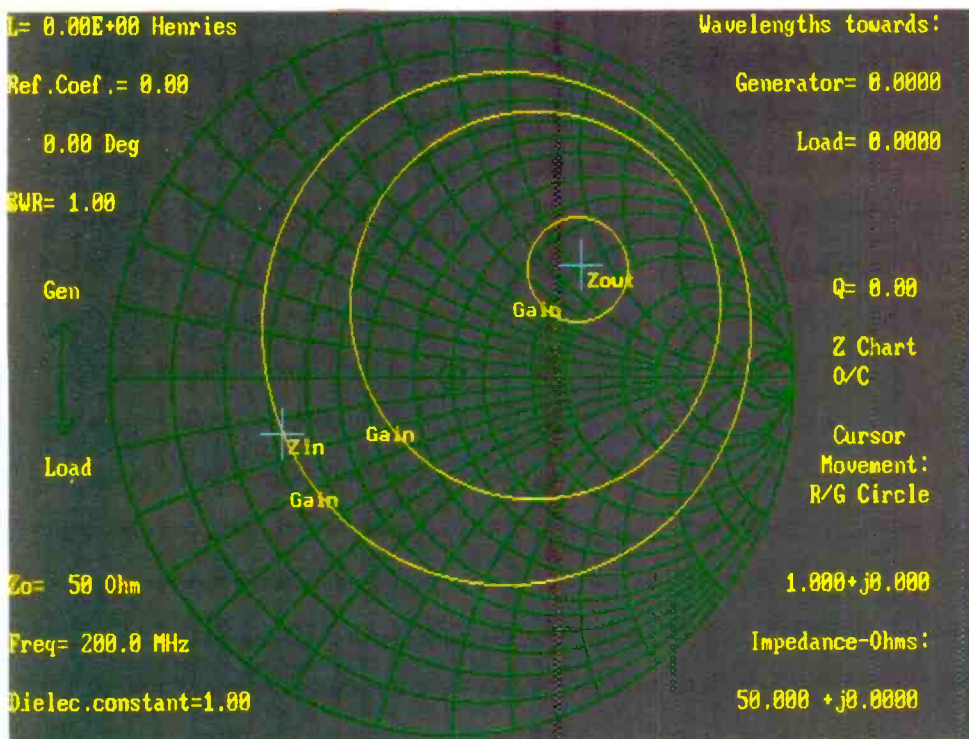 L= 0.00E+00 Henries
Ref.Coef.= 0.00
0.00 Deg
SWR= 1.00
Gen
Load
Zo= 50 Ohm
Freq= 200.0 MHz
Dielec.constant=1.00
Zout
Gain
Gain
Zin
Gain
Wavelengths towards:
Generator= 0.0000
Load= 0.0000
Q= 0.00
Z Chart
O/C
Cursor
Movement:
R/G Circle
1.000+j0.000
Impedance-Ohms:
50.000 +j0.0000